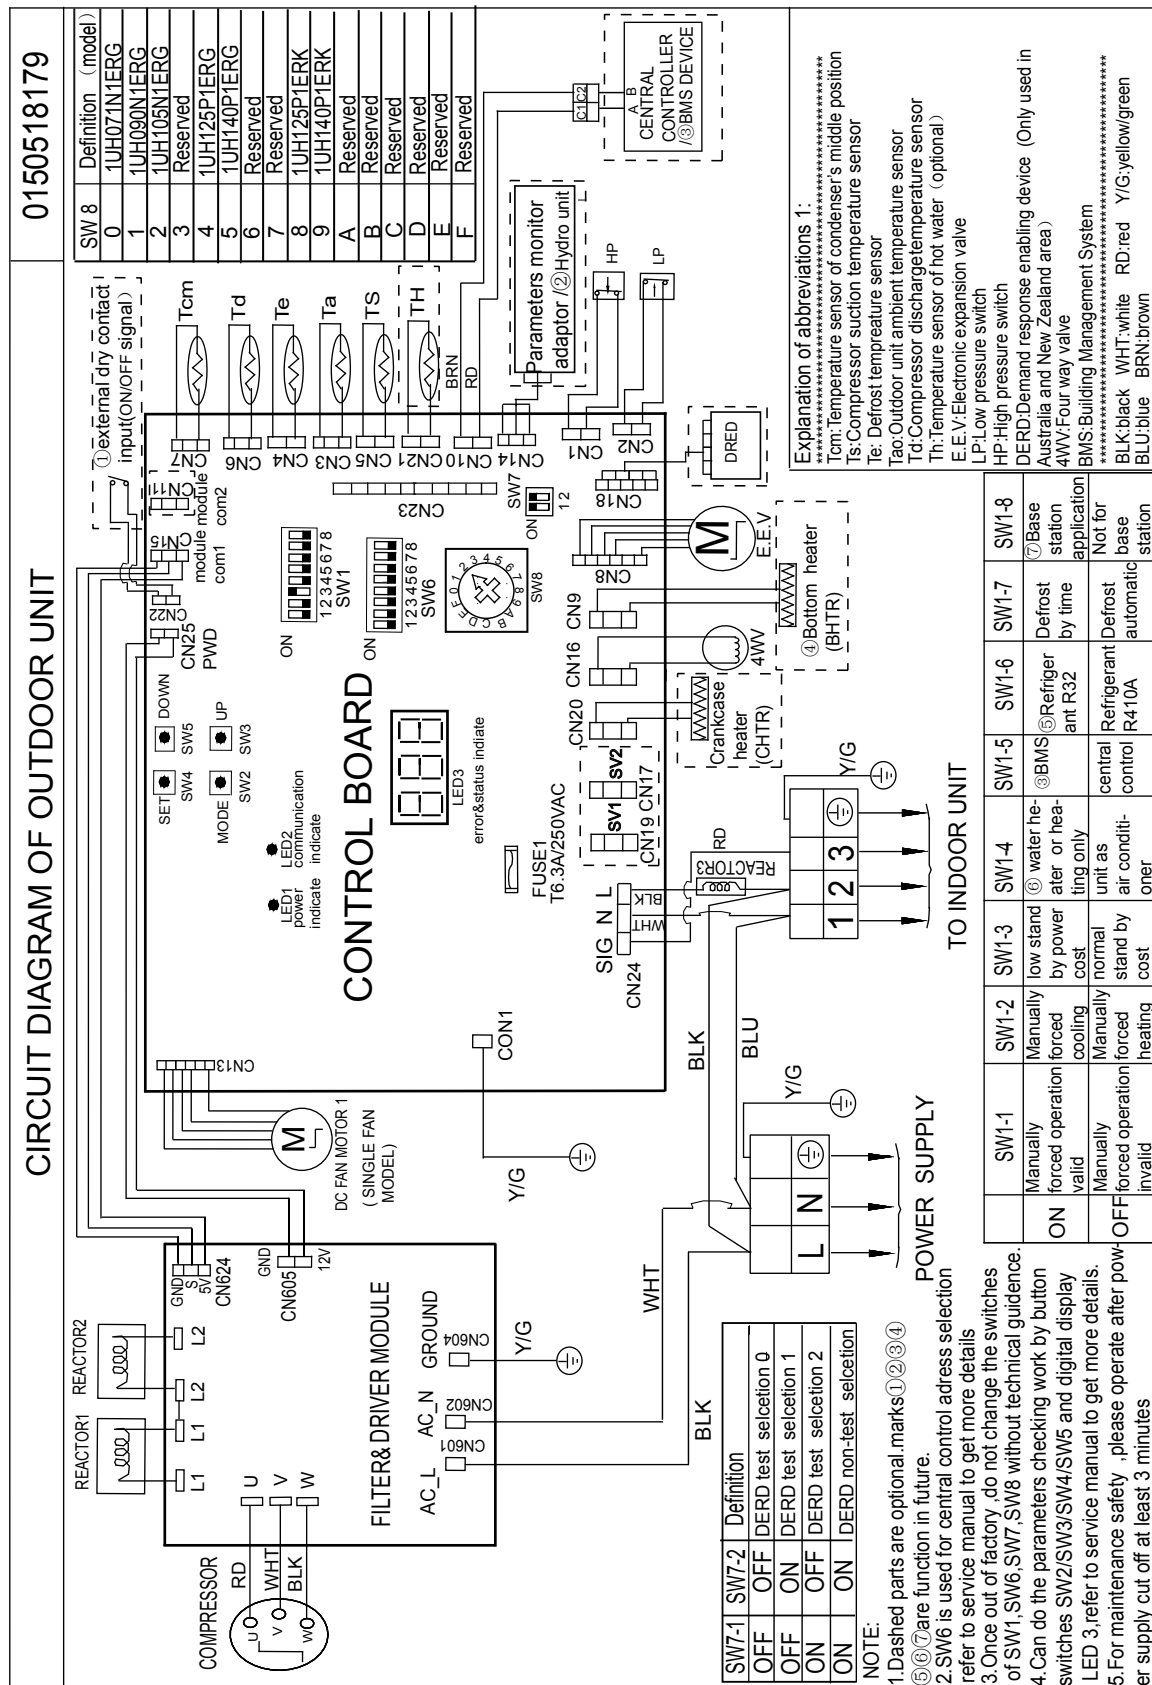 CIRCUIT DIAGRAM OF OUTDOOR UNIT
0150518179
SW 8
Definition (model)
0
1UH071N1ERG
1
1UH090N1ERG
2
1UH105N1ERG
3
Reserved
4
1UH125P1ERG
5
1UH140P1ERG
6
Reserved
7
Reserved
8
1UH125P1ERK
9
1UH140P1ERK
A
Reserved
B
Reserved
C
Reserved
D
Reserved
E
Reserved
F
Reserved
REACTOR1
REACTOR2
L1
L1
L2
L2
COMPRESSOR
U
V
W
RD
WHT
BLK
U
V
W
FILTER& DRIVER MODULE
GND
S
5V
CN624
GND
12V
CN605
AC_L
AC_N
GROUND
CN601
CN602
CN604
Y/G
BLK
WHT
DC FAN MOTOR 1
( SINGLE FAN
MODEL)
M
CN13
CON1
Y/G
CONTROL BOARD
SET
SW4
DOWN
SW5
MODE
SW2
UP
SW3
LED1
power
indicate
LED2
communication
indicate
LED3
error&status indiate
CN25
PWD
CN22
CN15
module
com1
CN11
module
com2
①external dry contact
input(ON/OFF signal)
ON
12345678
SW1
ON
12345678
SW6
0123456789ABCDEF
SW8
SW7
ON
12
CN23
CN7
Tcm
CN6
Td
CN4
Te
CN3
Ta
CN5
TS
CN21
TH
CN10
BRN
RD
CN14
Parameters monitor
adaptor /②Hydro unit
C1
C2
A
B
CENTRAL
CONTROLLER
/③BMS DEVICE
CN1
HP
CN2
LP
CN18
DRED
CN8
M
E.E.V
CN9
④Bottom heater
(BHTR)
CN16
4WV
CN20
Crankcase
heater
(CHTR)
SV1
SV2
CN19
CN17
FUSE1
T6.3A/250VAC
SIG
N
L
CN24
WHT
BLK
RD
REACTOR3
1
2
3
Y/G
TO INDOOR UNIT
BLK
BLU
L
N
Y/G
POWER SUPPLY
Explanation of abbreviations 1:
Tcm:Temperature sensor of condenser's middle position
Ts:Compressor suction temperature sensor
Te: Defrost tempreature sensor
Tao:Outdoor unit ambient temperature sensor
Td:Compressor dischargetemperature sensor
Th:Temperature sensor of hot water (optional)
E.E.V:Electronic expansion valve
LP:Low pressure switch
HP:High pressure switch
DERD:Demand response enabling device (Only used in
Australia and New Zealand area)
4WV:Four way valve
BMS:Building Management System
BLK:black WHT:white RD:red Y/G:yellow/green
BLU:blue BRN:brown
SW7-1
SW7-2
Definition
OFF
OFF
DERD test selcetion 0
OFF
ON
DERD test selcetion 1
ON
OFF
DERD test selcetion 2
ON
ON
DERD non-test selcetion
NOTE:
1.Dashed parts are optional.marks①②③④
⑤⑥⑦are function in future.
2.SW6 is used for central control adress selection
refer to service manual to get more details
3.Once out of factory ,do not change the switches
of SW1,SW6,SW7,SW8 without technical guidence.
4.Can do the parameters checking work by button
switches SW2/SW3/SW4/SW5 and digital display
LED 3,refer to service manual to get more details.
5.For maintenance safety ,please operate after pow-
er supply cut off at least 3 minutes
SW1-1
SW1-2
SW1-3
SW1-4
SW1-5
SW1-6
SW1-7
SW1-8
ON
Manually
forced operation
valid
Manually
forced
cooling
low stand
by power
cost
⑥ water he-
ater or hea-
ting only
③BMS
⑤Refriger
ant R32
Defrost
by time
⑦Base
station
application
OFF
Manually
forced operation
invalid
Manually
forced
heating
normal
stand by
cost
unit as
air conditi-
oner
central
control
Refrigerant
R410A
Defrost
automatic
Not for
base
station